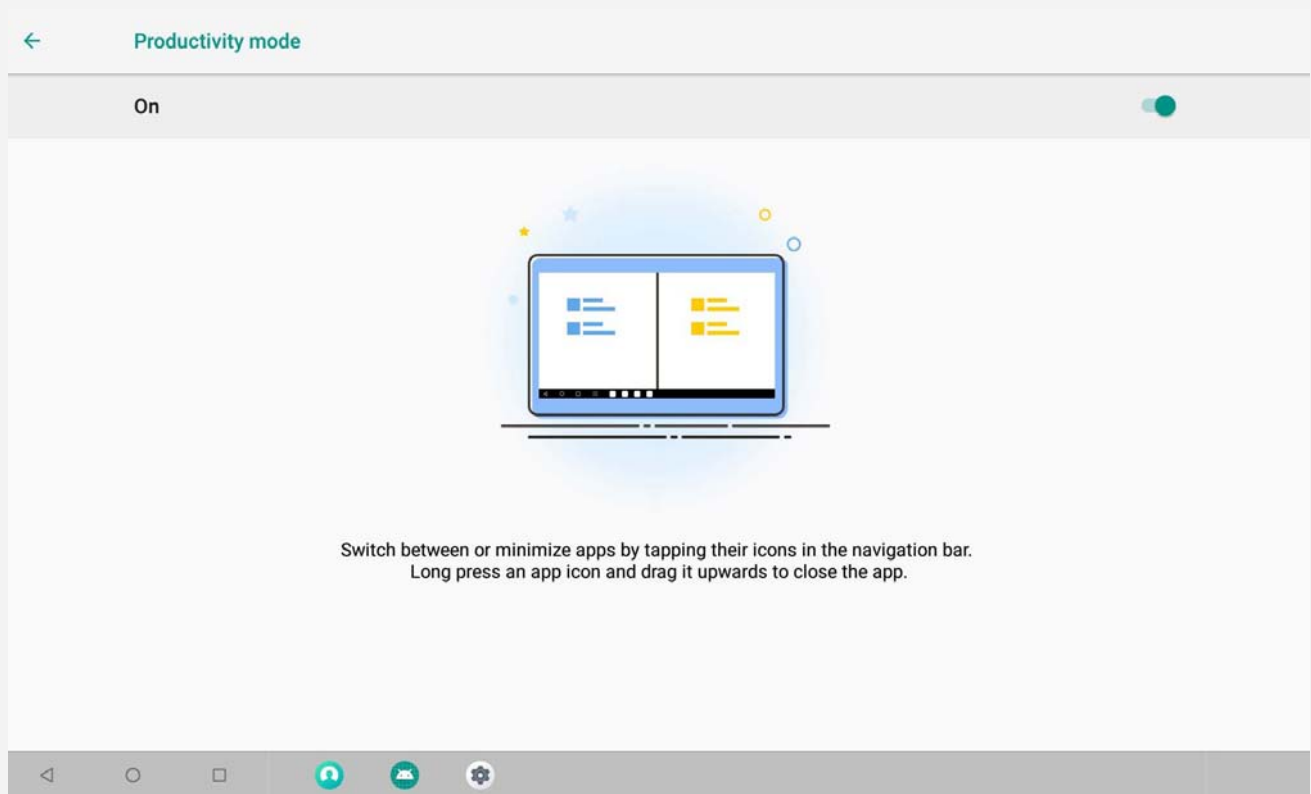 Productivity mode
On
Switch between or minimize apps by tapping their icons in the navigation bar.
Long press an app icon and drag it upwards to close the app.